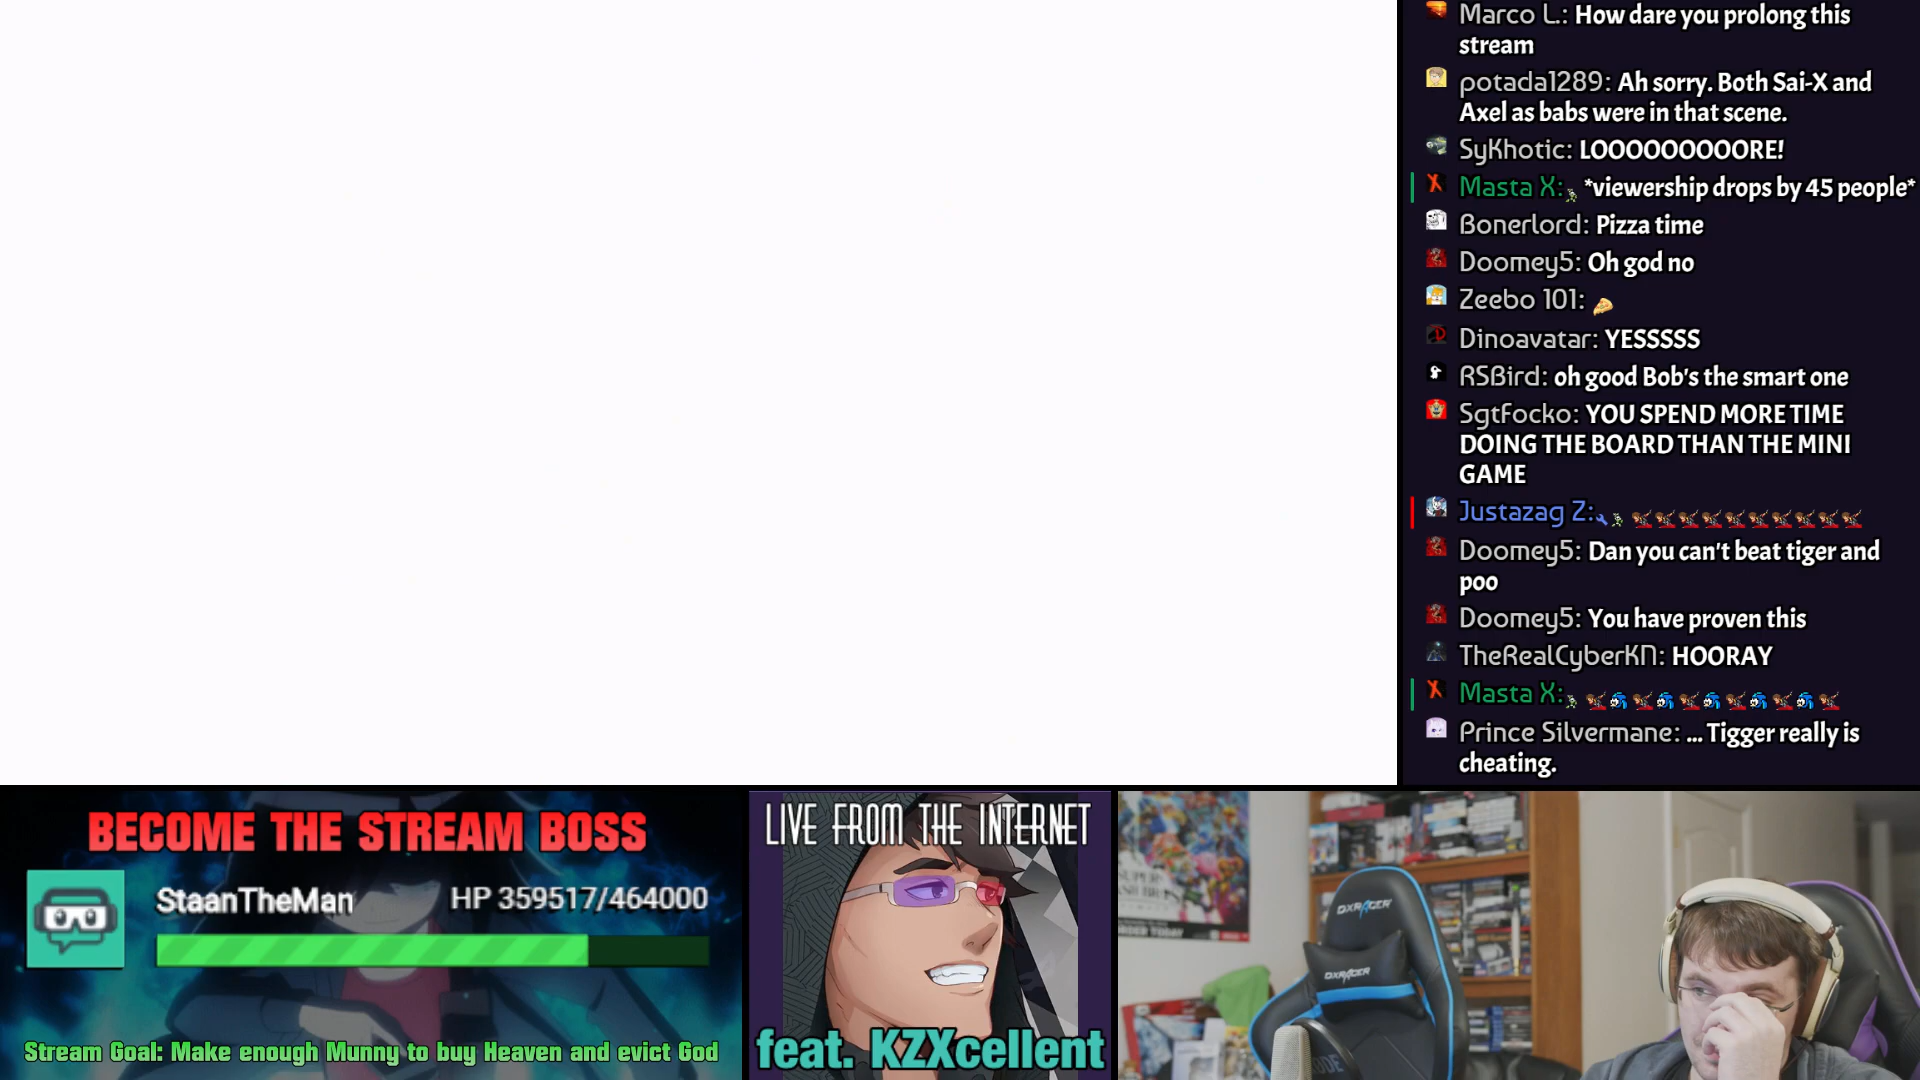 Marco L.: How dare you prolong this
stream
potada1289: Ah sorry. Both Sai-X and
Axel as babs were in that scene.
SyKhotic: LOOOOOOOOORE!
Masta X: *viewership drops by 45 people*
Bonerlord: Pizza time
Doomey5: Oh god no
Zeebo 101:
Dinoavatar: YESSSSS
RSBird: oh good Bob's the smart one
SgtFocko: YOU SPEND MORE TIME
DOING THE BOARD THAN THE MINI
GAME
Justazag Z:
Doomey5: Dan you can't beat tiger and
poo
Doomey5: You have proven this
TheRealCyberKN: HOORAY
Masta X:
Prince Silvermane: ... Tigger really is
cheating.
BECOME THE STREAM BOSS
StaanTheMan HP 359517/464000
Stream Goal: Make enough Munny to buy Heaven and evict God
LIVE FROM THE INTERNET
feat. KZXcellent
DXRACER
DXRACER